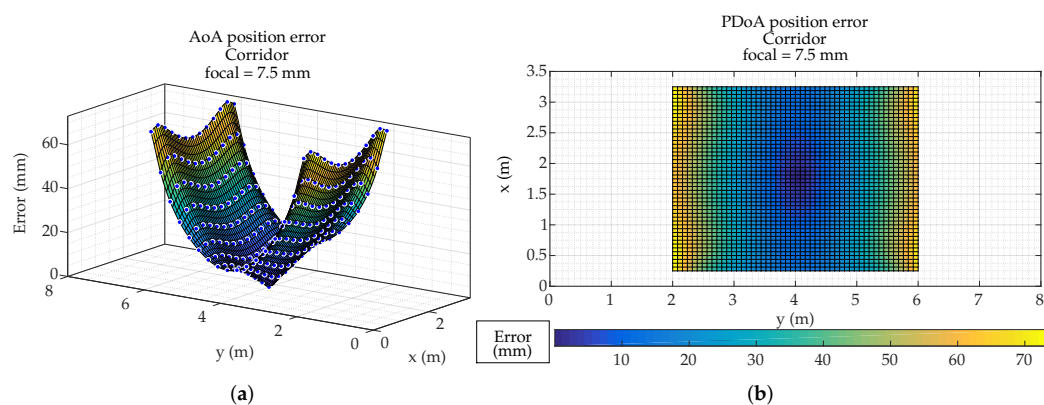 AoA position error
Corridor
focal = 7.5 mm
60
40
20
0
Error (mm)
8
6
4
2
0
y (m)
0
2
x (m)
(a)
PDoA position error
Corridor
focal = 7.5 mm
3.5
3
2.5
2
1.5
1
0.5
0
x (m)
0
1
2
3
4
5
6
7
8
y (m)
Error
(mm)
10
20
30
40
50
60
70
(b)